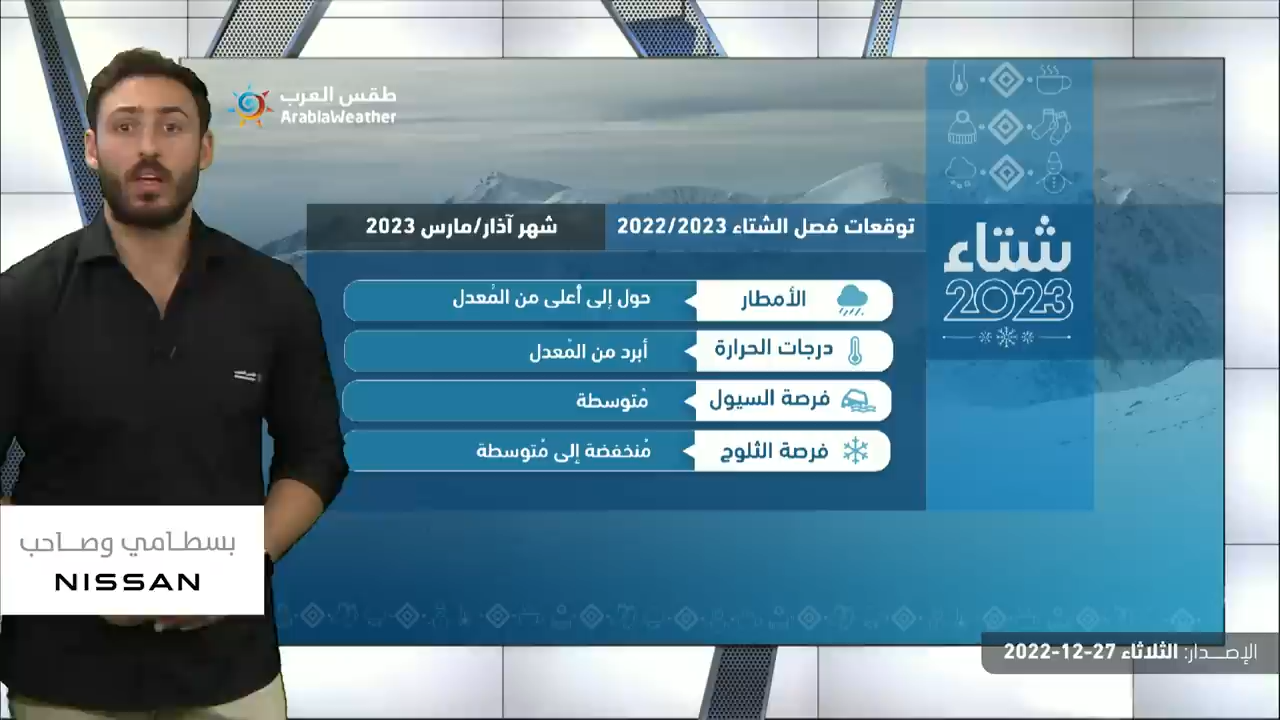 طقس العرب
ArabiaWeather
شتاء
2023
توقعات فصل الشتاء 2022/2023
شهر آذار/مارس 2023
الأمطار
حول إلى أعلى من المُعدل
درجات الحرارة
أبرد من المُعدل
فرصة السيول
مُتوسطة
فرصة الثلوج
مُنخفضة إلى مُتوسطة
بسطامي وصاحب
NISSAN
الإصدار: الثلاثاء 27-12-2022